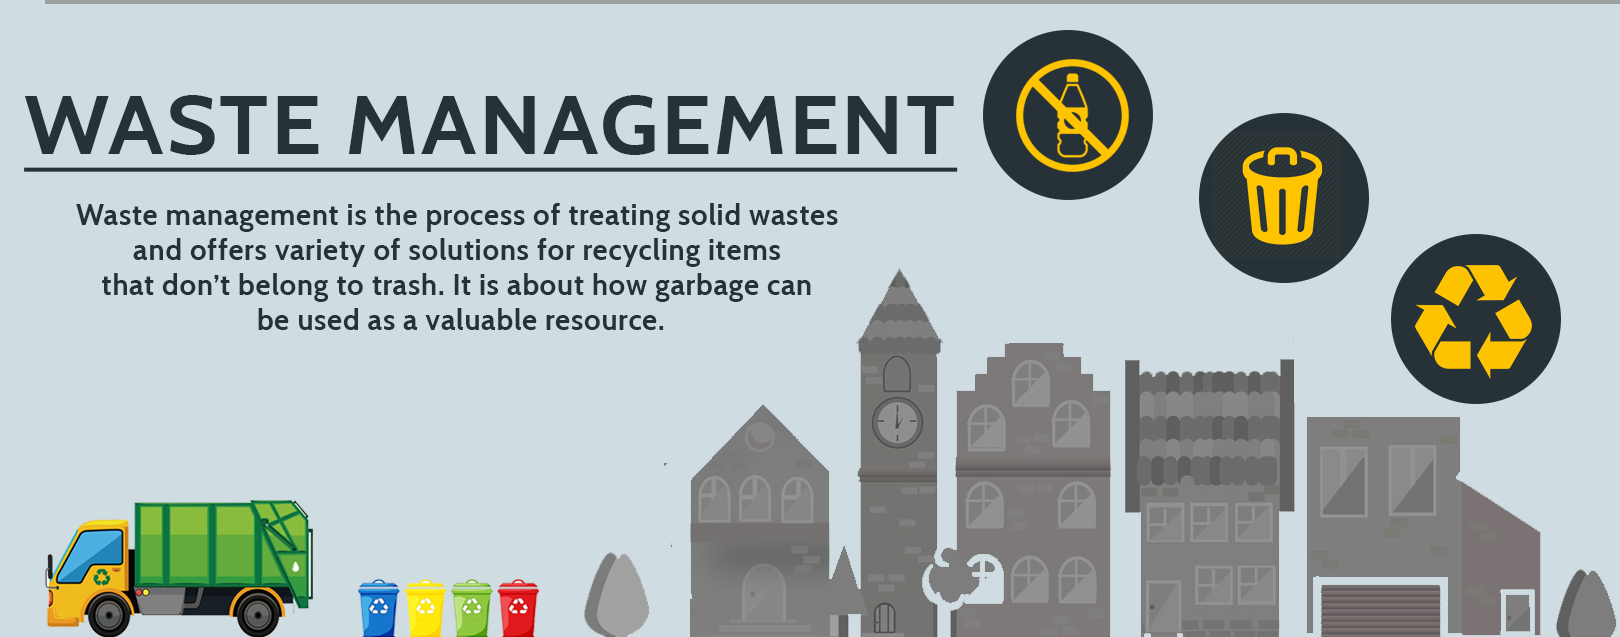 WASTE MANAGEMENT
Waste management is the process of treating solid wastes
and offers variety of solutions for recycling items
that don’t belong to trash. It is about how garbage can
be used as a valuable resource.